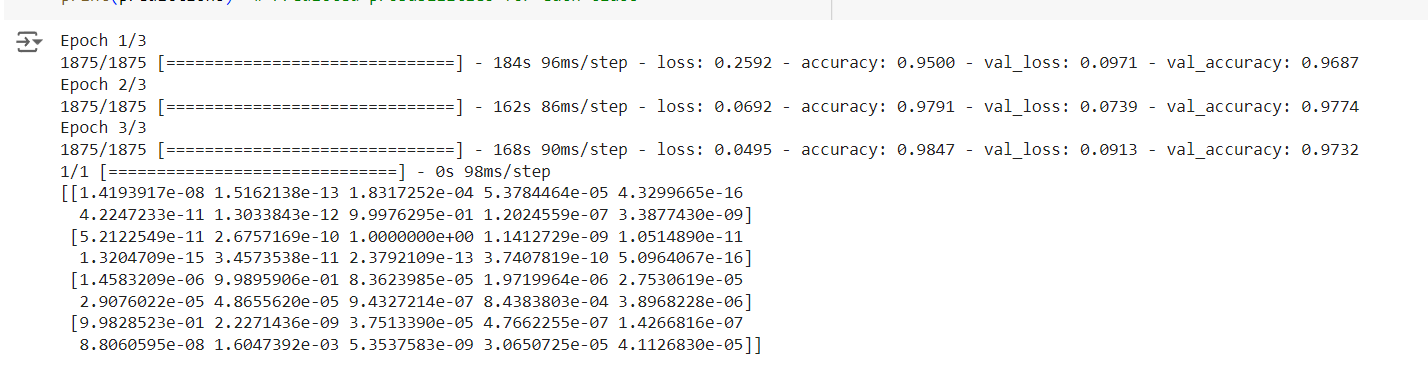 Epoch 1/3
1875/1875 [==============================] - 184s 96ms/step - loss: 0.2592 - accuracy: 0.9500 - val_loss: 0.0971 - val_accuracy: 0.9687
Epoch 2/3
1875/1875 [==============================] - 162s 86ms/step - loss: 0.0692 - accuracy: 0.9791 - val_loss: 0.0739 - val_accuracy: 0.9774
Epoch 3/3
1875/1875 [==============================] - 168s 90ms/step - loss: 0.0495 - accuracy: 0.9847 - val_loss: 0.0913 - val_accuracy: 0.9732
1/1 [==============================] - 0s 98ms/step
[[1.4193917e-08 1.5162138e-13 1.8317252e-04 5.3784464e-05 4.3299665e-16
  4.2247233e-11 1.3033843e-12 9.9976295e-01 1.2024559e-07 3.3877430e-09]
 [5.2122549e-11 2.6757169e-10 1.0000000e+00 1.1412729e-09 1.0514890e-11
  1.3204709e-15 3.4573538e-11 2.3792109e-13 3.7407819e-10 5.0964067e-16]
 [1.4583209e-06 9.9895906e-01 8.3623985e-05 1.9719964e-06 2.7530619e-05
  2.9076022e-05 4.8655620e-05 9.4327214e-07 8.4383803e-04 3.8968228e-06]
 [9.9828523e-01 2.2271436e-09 3.7513390e-05 4.7662255e-07 1.4266816e-07
  8.8060595e-08 1.6047392e-03 5.3537583e-09 3.0650725e-05 4.1126830e-05]]